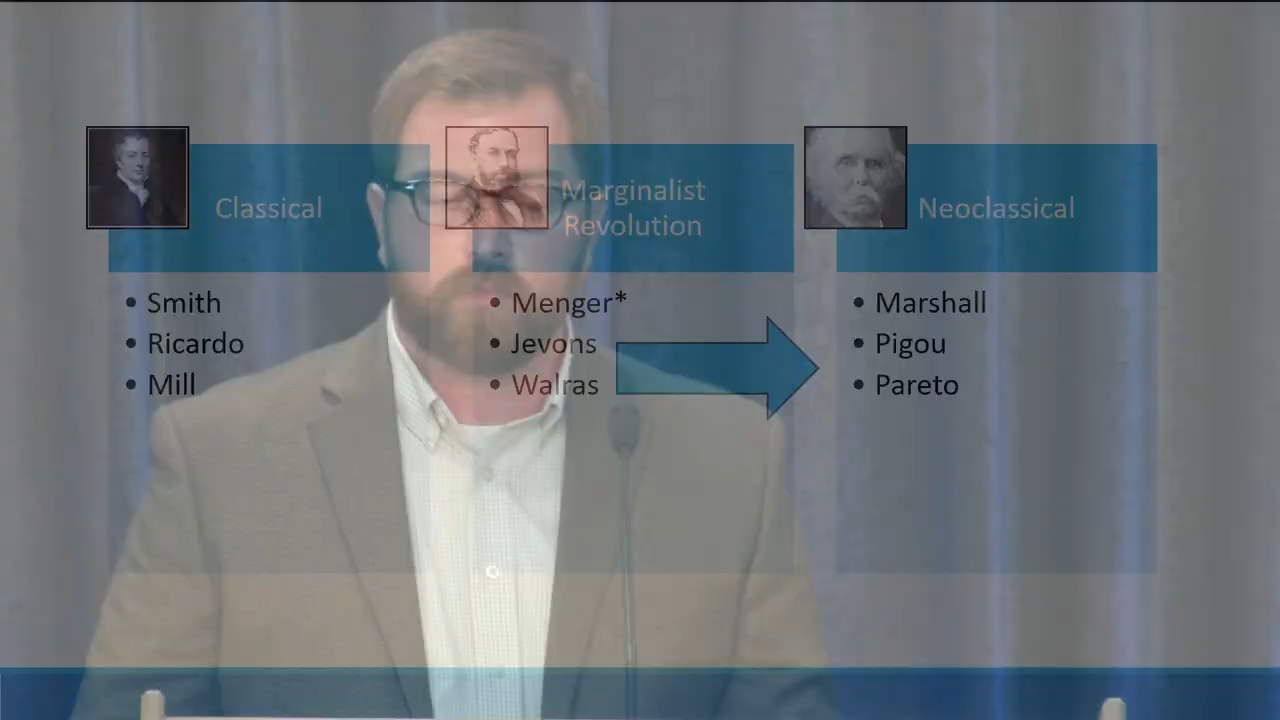 Classical
• Smith
• Ricardo
• Mill
Marginalist
Revolution
• Menger*
• Jevons
• Walras
Neoclassical
• Marshall
• Pigou
• Pareto